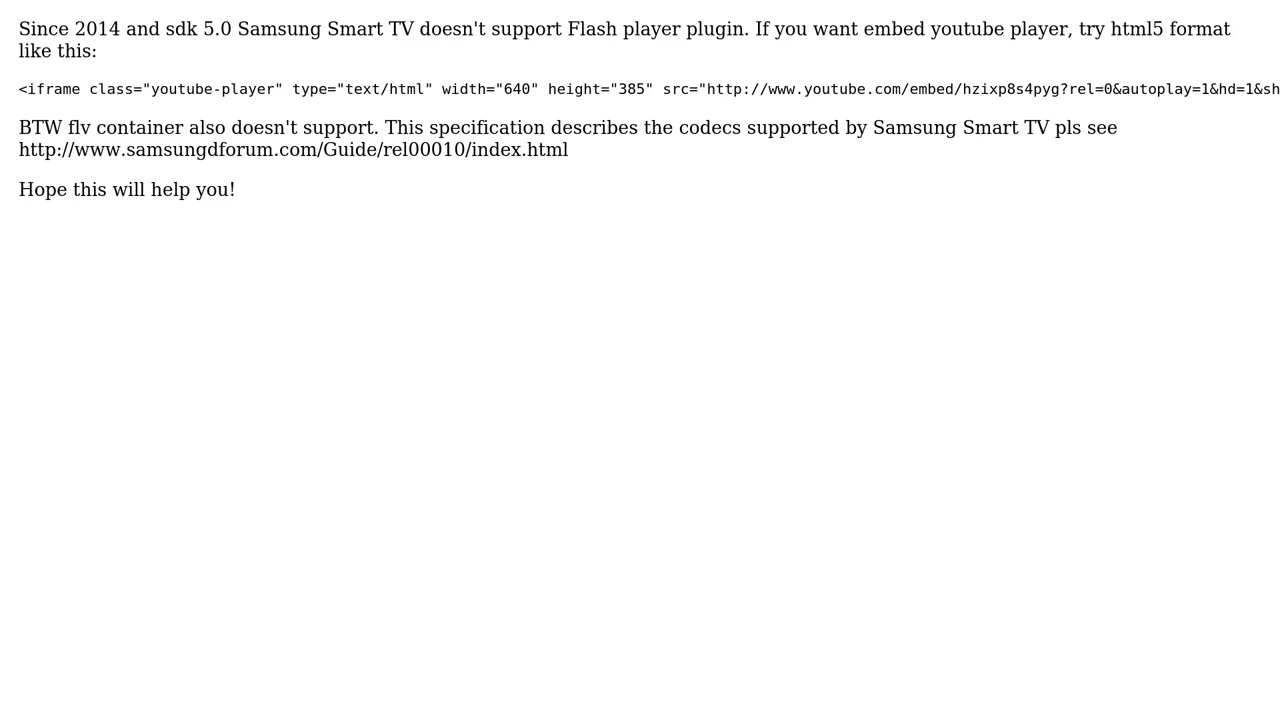 Since 2014 and sdk 5.0 Samsung Smart TV doesn't support Flash player plugin. If you want embed youtube player, try html5 format
like this:
<iframe class="youtube-player" type="text/html" width="640" height="385" src="http://www.youtube.com/embed/hzixp8s4pyg?rel=0&autoplay=1&hd=1&sh
BTW flv container also doesn't support. This specification describes the codecs supported by Samsung Smart TV pls see
http://www.samsungdforum.com/Guide/rel00010/index.html
Hope this will help you!